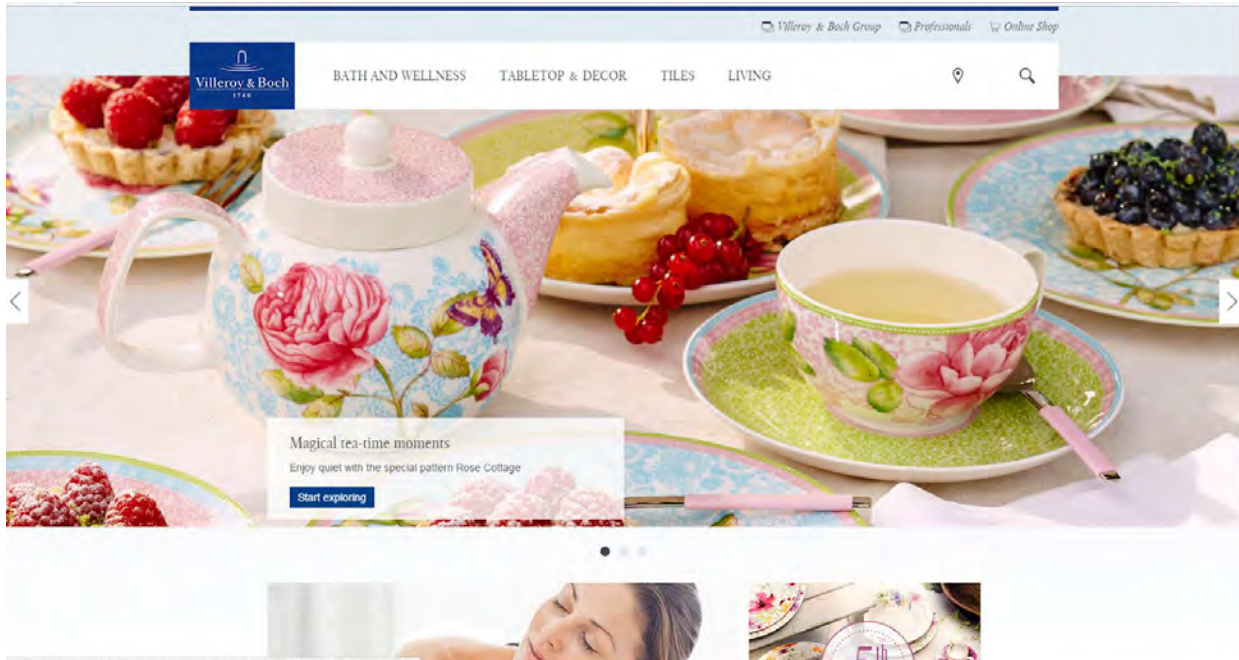 Villeroy & Boch Group Professionals Online Shop
Villeroy & Boch
1748
BATH AND WELLNESS TABLETOP & DECOR TILES LIVING
Magical tea-time moments
Enjoy quiet with the special pattern Rose Cottage
Start exploring
5th